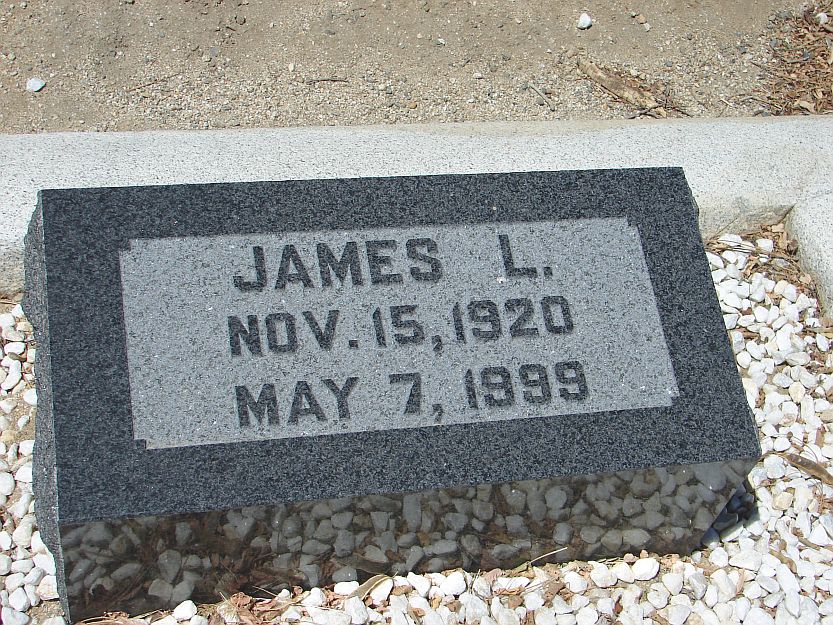 JAMES L.
NOV. 15, 1920
MAY 7, 1999